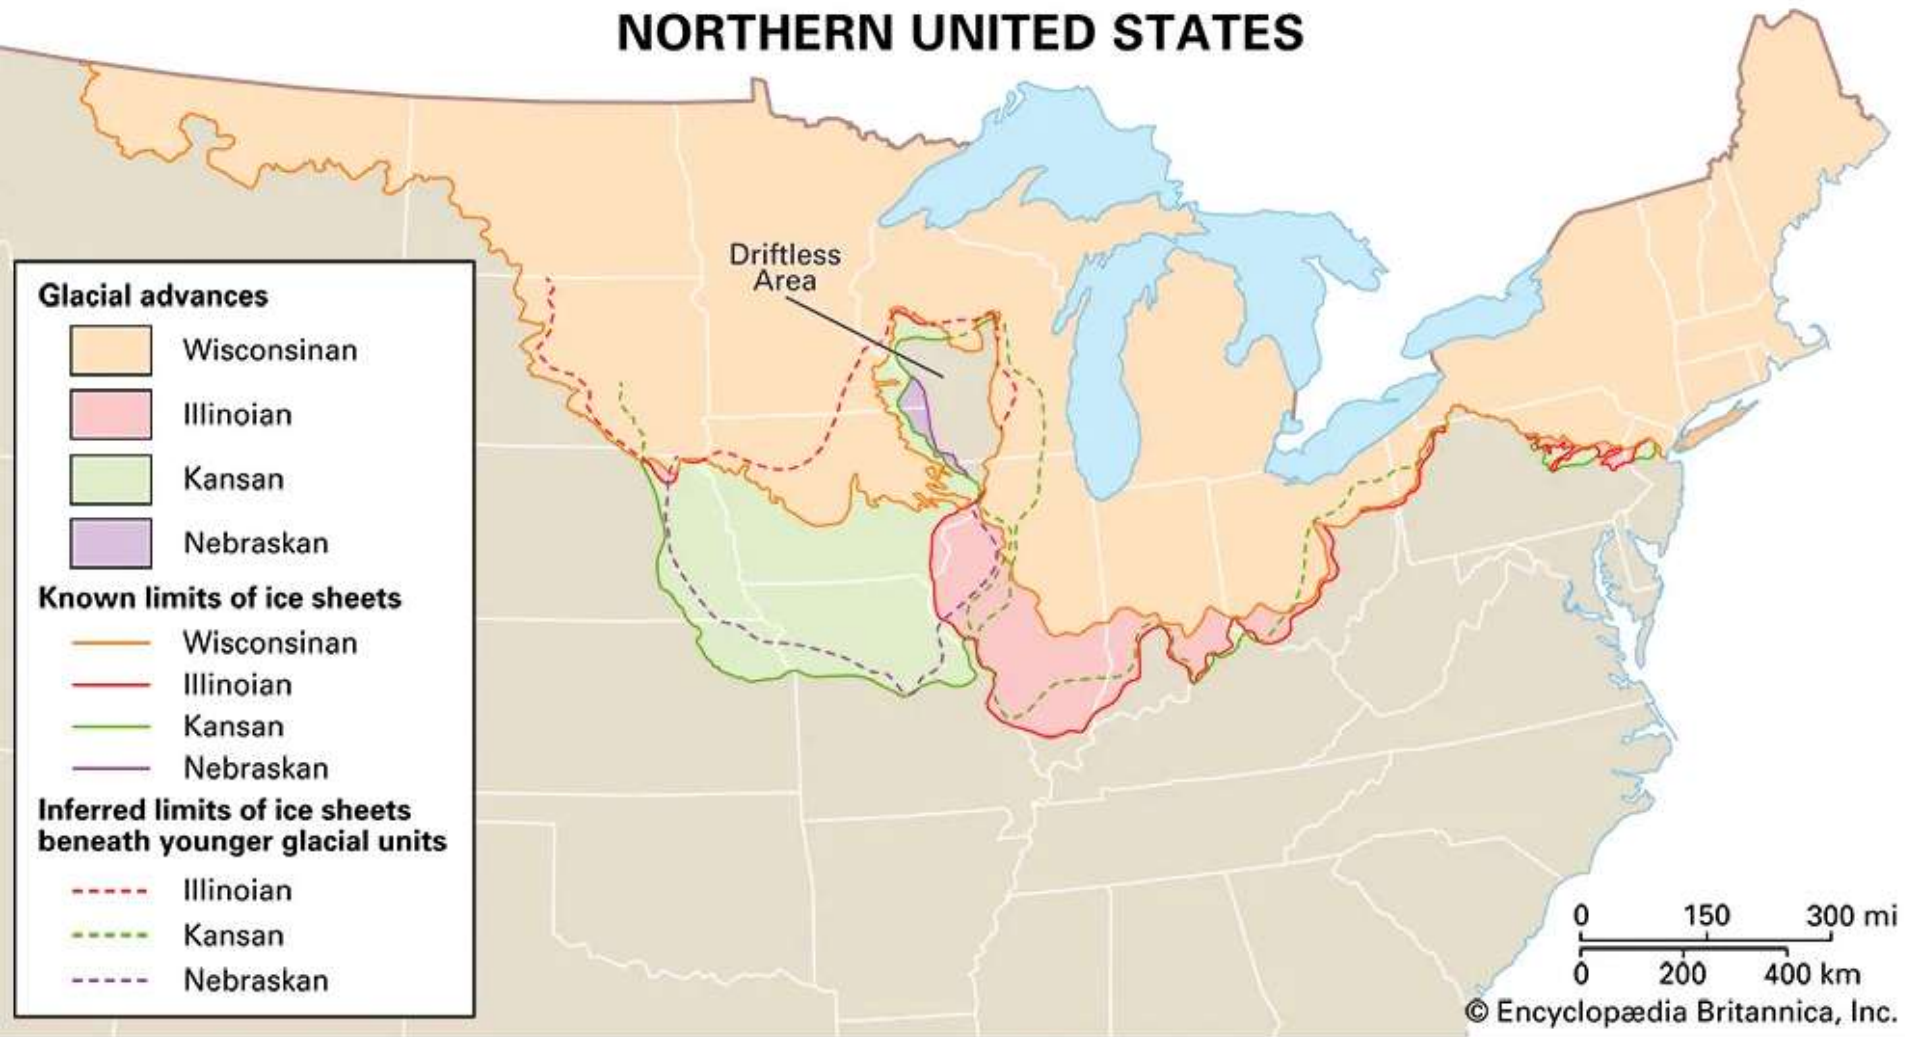 NORTHERN UNITED STATES
Driftless
Area
Glacial advances
Wisconsinan
Illinoian
Kansan
Nebraskan
Known limits of ice sheets
Wisconsinan
Illinoian
Kansan
Nebraskan
Inferred limits of ice sheets
beneath younger glacial units
Illinoian
Kansan
Nebraskan
0 150 300 mi
0 200 400 km
© Encyclopædia Britannica, Inc.